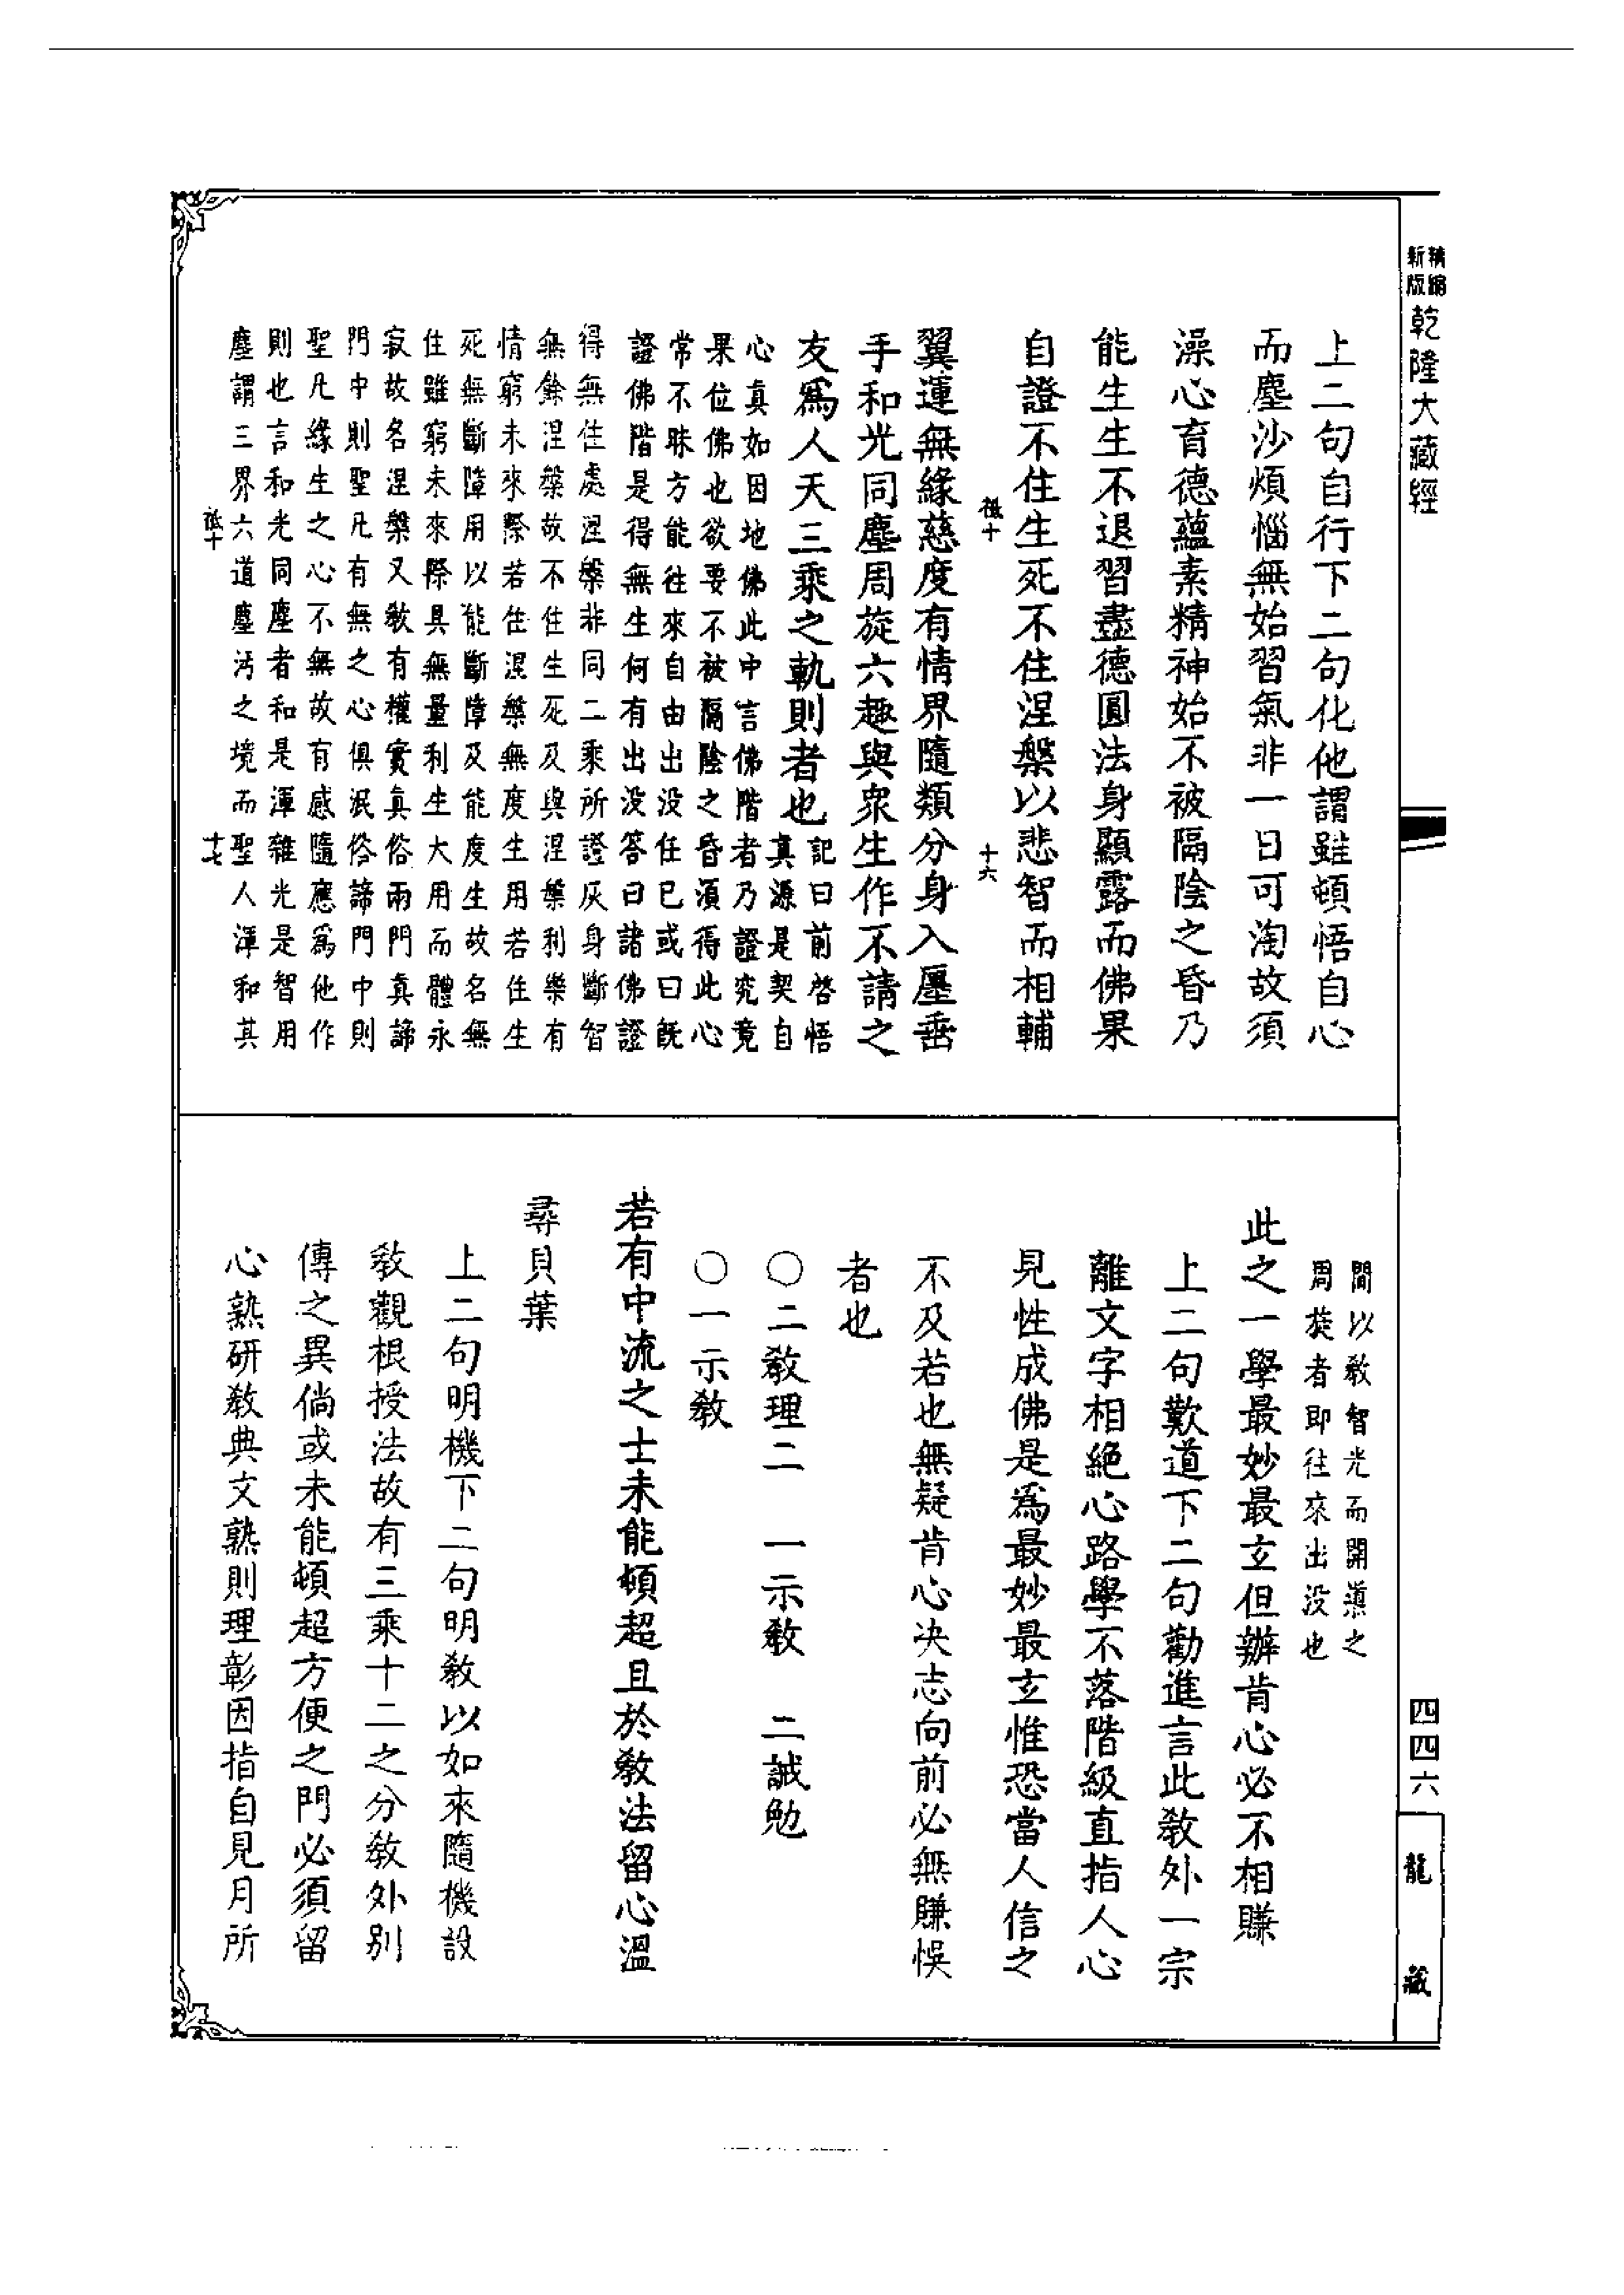 精縮
新版
乾隆大藏經
上二句自行下二句化他謂雖頓悟自心
而塵沙煩惱無始習氣非一日可淘故須
澡心育德蘊素精神始不被隔陰之昏乃
能生生不退習盡德圓法身顯露而佛果
自證不住生死不住涅槃以悲智而相輔
十六
翼運無緣慈度有情界隨類分身入廛垂
手和光同塵周旋六趣與眾生作不請之
友為人天三乘之軌則者也
記曰前啓悟
真源是契自
心真如因地佛此中言佛階者乃證究竟
果位佛也欲要不被隔陰之昏須得此心
常不昧方能往來自由出没任已或曰旣
證佛階是得無生何有出没答曰諸佛證
得無住處涅槃非同二乘所證灰身斷智
無餘涅槃故不住生死及與涅槃利樂有
情窮未來際若住涅槃無度生用若住生
死無斷障用以能斷障及能度生故名無
住雖窮未來際具無量利生大用而體永
寂故名涅槃又教有權實真俗兩門真諦
門中則聖凡有無之心俱泯俗諦門中則
聖凡緣生之心不無故有感隨應為他作
則也言和光同塵者和是渾雜光是智用
塵謂三界六道塵污之境而聖人渾和其
十七
間以教智光而開導之
周旋者即往來出没也
此之一學最妙最玄但辦肯心必不相賺
上二句歎道下二句勸進言此教外一宗
離文字相絕心路學不落階級直指人心
見性成佛是為最妙最玄惟恐當人信之
不及若也無疑肯心決志向前必無賺悞
者也
〇二教理二　一示教　二誡勉
〇一示教
若有中流之士未能頓超且於教法留心溫
尋貝葉
上二句明機下二句明教以如來隨機設
教觀根授法故有三乘十二之分教外別
傳之異倘或未能頓超方便之門必須留
心熟研教典文熟則理彰因指自見月所
四四六
龍藏